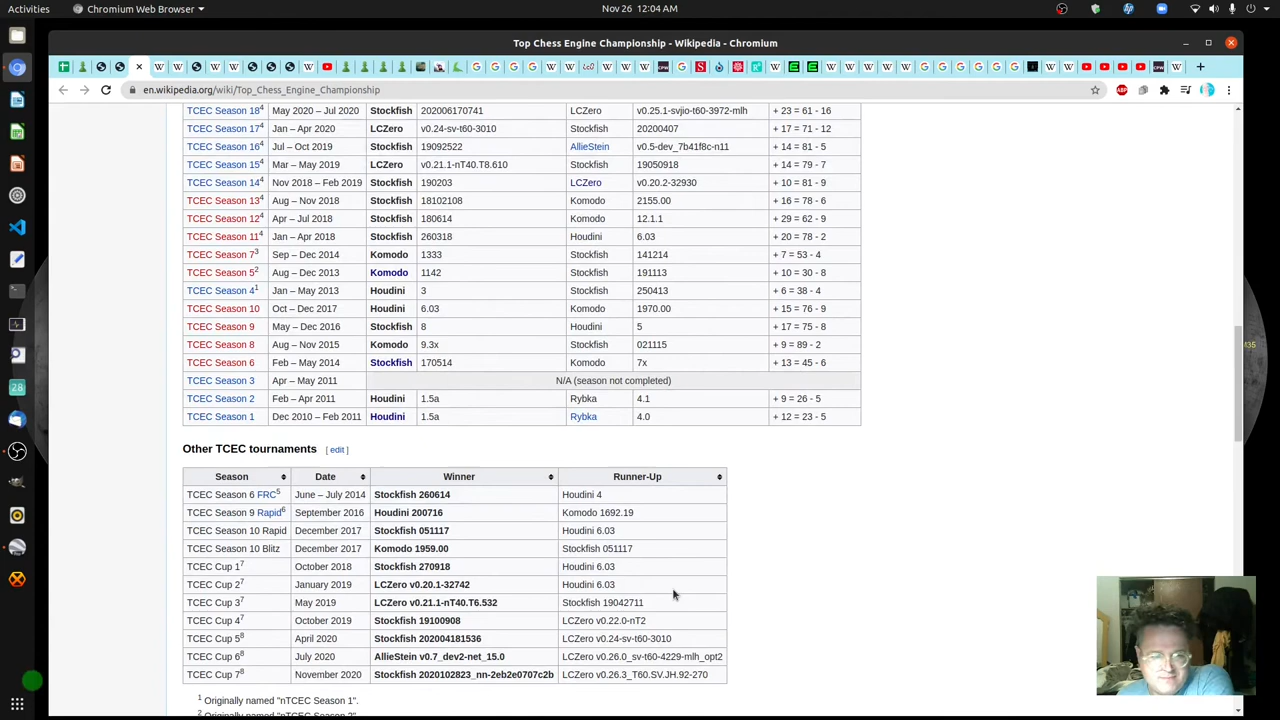 Activities Chromium Web Browser Nov 26 12:04 AM
Top Chess Engine Championship - Wikipedia - Chromium
en.wikipedia.org/wiki/Top_Chess_Engine_Championship
TCEC Season 18⁴ May 2020 – Jul 2020 Stockfish 202006170741 LCZero v0.25.1-svjio-t60-3972-mlh + 23 = 61 - 16
TCEC Season 17⁴ Jan – Apr 2020 LCZero v0.24-sv-t60-3010 Stockfish 20200407 + 17 = 71 - 12
TCEC Season 16⁴ Jul – Oct 2019 Stockfish 19092522 AllieStein v0.5-dev_7b41f8c-n11 + 14 = 81 - 5
TCEC Season 15⁴ Mar – May 2019 LCZero v0.21.1-nT40.T8.610 Stockfish 19050918 + 14 = 79 - 7
TCEC Season 14⁴ Nov 2018 – Feb 2019 Stockfish 190203 LCZero v0.20.2-32930 + 10 = 81 - 9
TCEC Season 13⁴ Aug – Nov 2018 Stockfish 18102108 Komodo 2155.00 + 16 = 78 - 6
TCEC Season 12⁴ Apr – Jul 2018 Stockfish 180614 Komodo 12.1.1 + 29 = 62 - 9
TCEC Season 11⁴ Jan – Apr 2018 Stockfish 260318 Houdini 6.03 + 20 = 78 - 2
TCEC Season 7³ Sep – Dec 2014 Komodo 1333 Stockfish 141214 + 7 = 53 - 4
TCEC Season 5² Aug – Dec 2013 Komodo 1142 Stockfish 191113 + 10 = 30 - 8
TCEC Season 4¹ Jan – May 2013 Houdini 3 Stockfish 250413 + 6 = 38 - 4
TCEC Season 10 Oct – Dec 2017 Houdini 6.03 Komodo 1970.00 + 15 = 76 - 9
TCEC Season 9 May – Dec 2016 Stockfish 8 Houdini 5 + 17 = 75 - 8
TCEC Season 8 Aug – Nov 2015 Komodo 9.3x Stockfish 021115 + 9 = 89 - 2
TCEC Season 6 Feb – May 2014 Stockfish 170514 Komodo 7x + 13 = 45 - 6
TCEC Season 3 Apr – May 2011 N/A (season not completed)
TCEC Season 2 Feb – Apr 2011 Houdini 1.5a Rybka 4.1 + 9 = 26 - 5
TCEC Season 1 Dec 2010 – Feb 2011 Houdini 1.5a Rybka 4.0 + 12 = 23 - 5
Other TCEC tournaments [ edit ]
Season Date Winner Runner-Up
TCEC Season 6 FRC⁵ June – July 2014 Stockfish 260614 Houdini 4
TCEC Season 9 Rapid⁶ September 2016 Houdini 200716 Komodo 1692.19
TCEC Season 10 Rapid December 2017 Stockfish 051117 Houdini 6.03
TCEC Season 10 Blitz December 2017 Komodo 1959.00 Stockfish 051117
TCEC Cup 1⁷ October 2018 Stockfish 270918 Houdini 6.03
TCEC Cup 2⁷ January 2019 LCZero v0.20.1-32742 Houdini 6.03
TCEC Cup 3⁷ May 2019 LCZero v0.21.1-nT40.T6.532 Stockfish 19042711
TCEC Cup 4⁷ October 2019 Stockfish 19100908 LCZero v0.22.0-nT2
TCEC Cup 5⁸ April 2020 Stockfish 202004181536 LCZero v0.24-sv-t60-3010
TCEC Cup 6⁸ July 2020 AllieStein v0.7_dev2-net_15.0 LCZero v0.26.0_sv-t60-4229-mlh_opt2
TCEC Cup 7⁸ November 2020 Stockfish 2020102823_nn-2eb2e0707c2b LCZero v0.26.3_T60.SV.JH.92-270
¹ Originally named "nTCEC Season 1".
² Originally named "nTCEC Season 2".